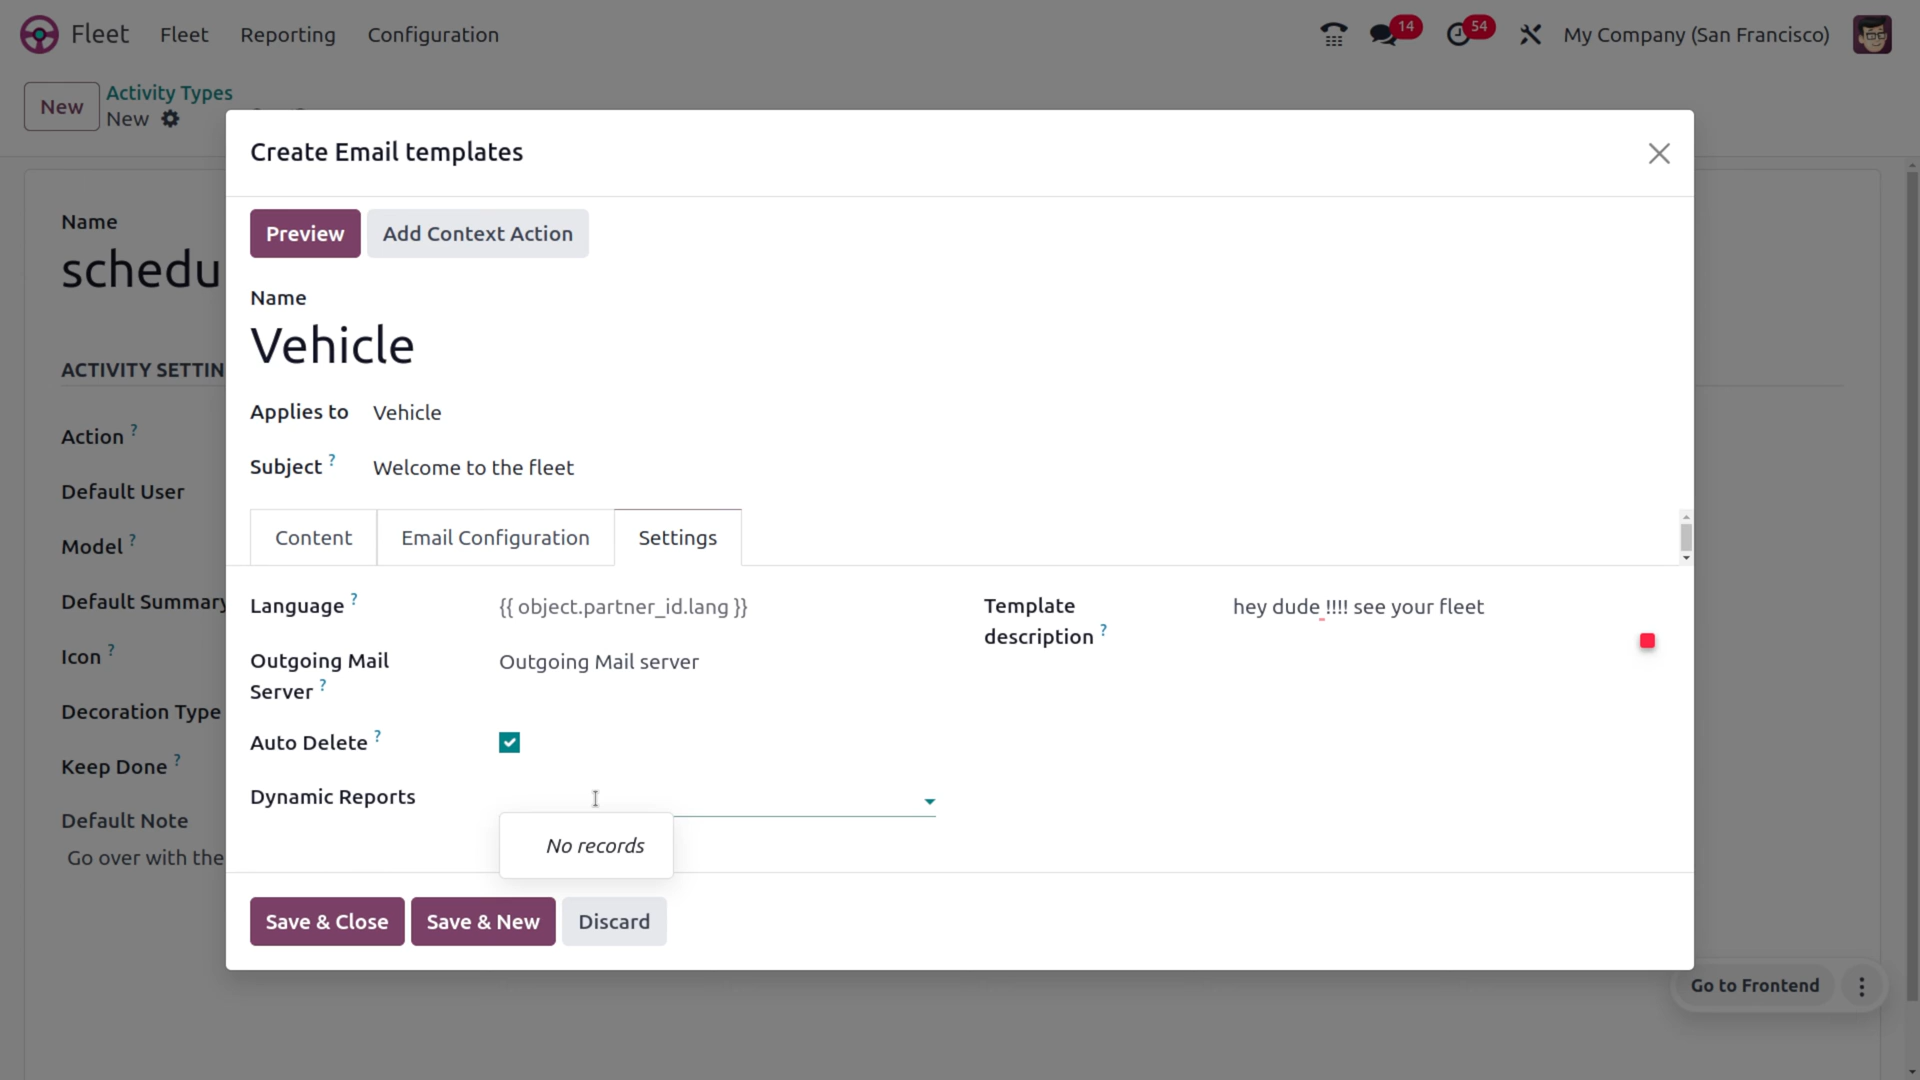 Fleet Fleet Reporting Configuration 14 54 My Company (San Francisco)
New Activity Types
New
Name
schedu
ACTIVITY SETTIN
Action ?
Default User
Model ?
Default Summary
Icon ?
Decoration Type
Keep Done ?
Default Note
Go over with the
Create Email templates
Preview Add Context Action
Name
Vehicle
Applies to Vehicle
Subject ? Welcome to the fleet
Content Email Configuration Settings
Language ? {{ object.partner_id.lang }}
Outgoing Mail
Server ?
Outgoing Mail server
Auto Delete ?
Dynamic Reports
No records
Template
description ?
hey dude !!!! see your fleet
Save & Close Save & New Discard
Go to Frontend